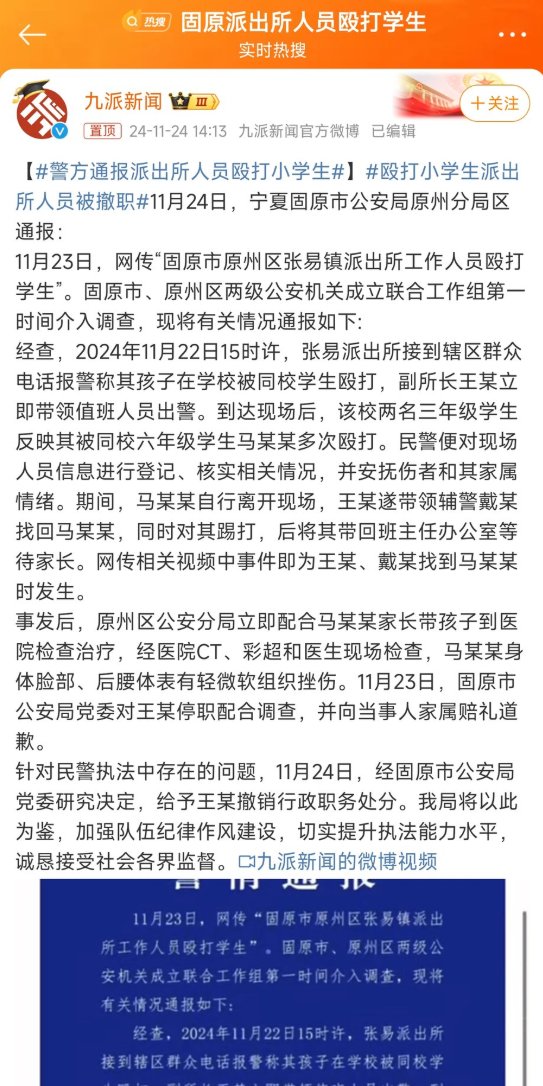 热搜 固原派出所人员殴打学生
实时热搜
九派新闻 III
+关注
置顶 24-11-24 14:13 九派新闻官方微博 已编辑
【#警方通报派出所人员殴打小学生#】#殴打小学生派出
所人员被撤职#11月24日，宁夏固原市公安局原州分局区
通报：
11月23日，网传“固原市原州区张易镇派出所工作人员殴打
学生”。固原市、原州区两级公安机关成立联合工作组第一
时间介入调查，现将有关情况通报如下:
经查，2024年11月22日15时许，张易派出所接到辖区群众
电话报警称其孩子在学校被同校学生殴打，副所长王某立
即带领值班人员出警。到达现场后，该校两名三年级学生
反映其被同校六年级学生马某某多次殴打。民警便对现场
人员信息进行登记、核实相关情况，并安抚伤者和其家属
情绪。期间，马某某自行离开现场，王某遂带领辅警戴某
找回马某某，同时对其踢打，后将其带回班主任办公室等
待家长。网传相关视频中事件即为王某、戴某找到马某某
时发生。
事发后，原州区公安分局立即配合马某某家长带孩子到医
院检查治疗，经医院CT、彩超和医生现场检查，马某某身
体脸部、后腰体表有轻微软组织挫伤。11月23日，固原市
公安局党委对王某停职配合调查，并向当事人家属赔礼道
歉。
针对民警执法中存在的问题，11月24日，经固原市公安局
党委研究决定，给予王某撤销行政职务处分。我局将以此
为鉴，加强队伍纪律作风建设，切实提升执法能力水平，
诚恳接受社会各界监督。九派新闻的微博视频
警情通报
11月23日，网传“固原市原州区张易镇派出
所工作人员殴打学生”。固原市、原州区两级公
安机关成立联合工作组第一时间介入调查，现将
有关情况通报如下：
经查，2024年11月22日15时许，张易派出所
接到辖区群众电话报警称其孩子在学校被同校学